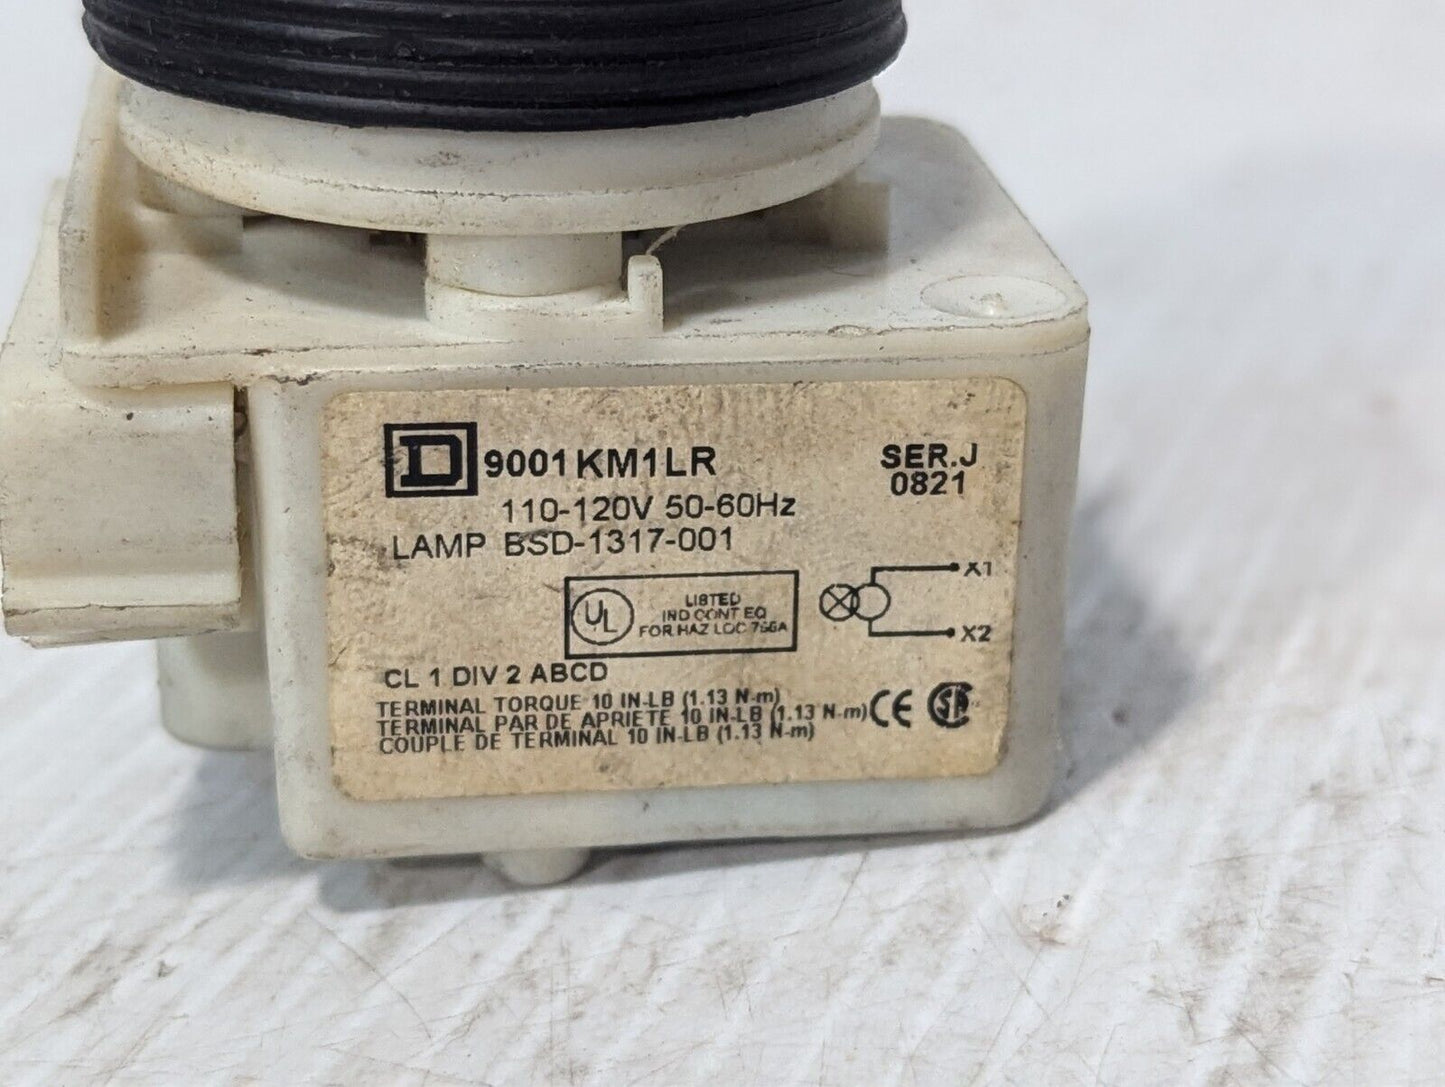 D 9001 KM1LR
SER.J
0821
110-120V 50-60Hz
LAMP BSD-1317-001
UL
LISTED
IND CONT EQ
FOR HAZ LOC 766A
X1
X2
CL 1 DIV 2 ABCD
TERMINAL TORQUE 10 IN-LB (1.13 N-m)
TERMINAL PAR DE APRIETE 10 IN-LB (1.13 N-m)
COUPLE DE TERMINAL 10 IN-LB (1.13 N-m)
CE SA